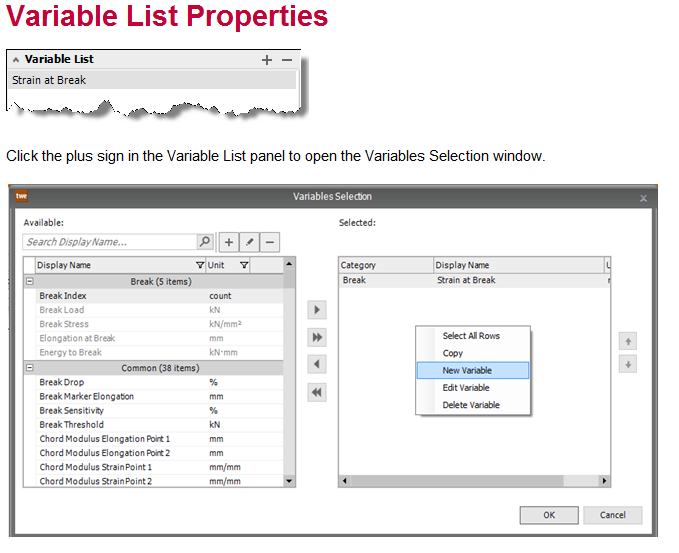 Variable List Properties
Variable List
Strain at Break
Click the plus sign in the Variable List panel to open the Variables Selection window.
twe Variables Selection
Available:
Search Display Name...
Display Name Unit
Break (5 items)
Break Index count
Break Load kN
Break Stress kN/mm²
Elongation at Break mm
Energy to Break kN·mm
Common (38 items)
Break Drop %
Break Marker Elongation mm
Break Sensitivity %
Break Threshold kN
Chord Modulus Elongation Point 1 mm
Chord Modulus Elongation Point 2 mm
Chord Modulus Strain Point 1 mm/mm
Chord Modulus Strain Point 2 mm/mm
Selected:
Category Display Name U
Break Strain at Break
Select All Rows
Copy
New Variable
Edit Variable
Delete Variable
OK Cancel